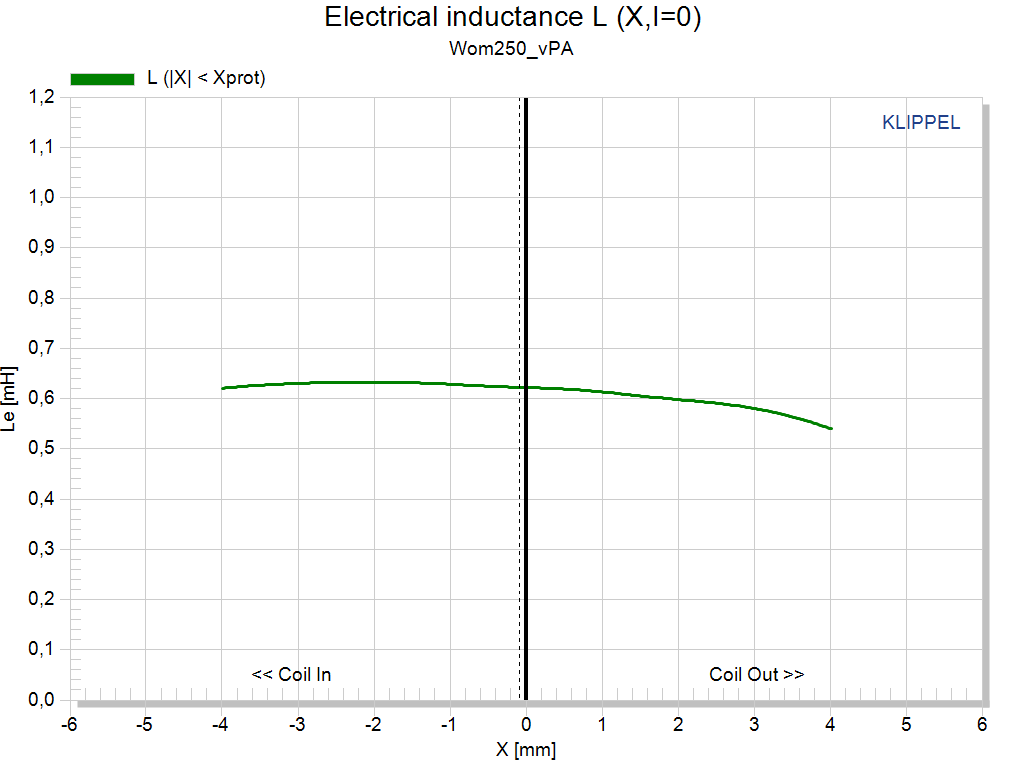 Electrical inductance L (X,I=0)
Wom250_vPA
L (|X| < Xprot)
KLIPPEL
1,2
1,1
1,0
0,9
0,8
0,7
0,6
0,5
0,4
0,3
0,2
0,1
0,0
Le [mH]
<< Coil In
Coil Out >>
-6 -5 -4 -3 -2 -1 0 1 2 3 4 5 6
X [mm]